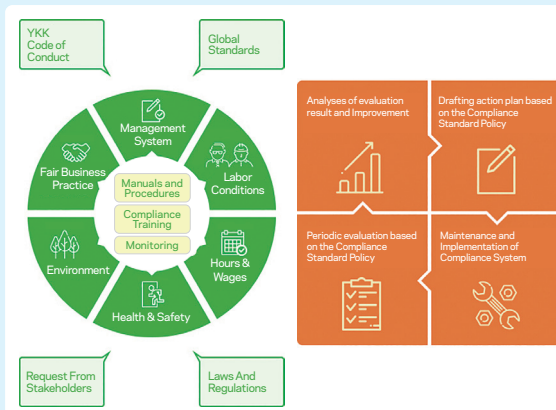 YKK
Code of
Conduct
Global
Standards
Management
System
Fair Business
Practice
Labor
Conditions
Manuals and
Procedures
Compliance
Training
Monitoring
Environment
Hours &
Wages
Health & Safety
Request From
Stakeholders
Laws And
Regulations
Analyses of evaluation
result and Improvement
Drafting action plan based
on the Compliance
Standard Policy
Periodic evaluation based
on the Compliance
Standard Policy
Maintenance and
Implementation of
Compliance System